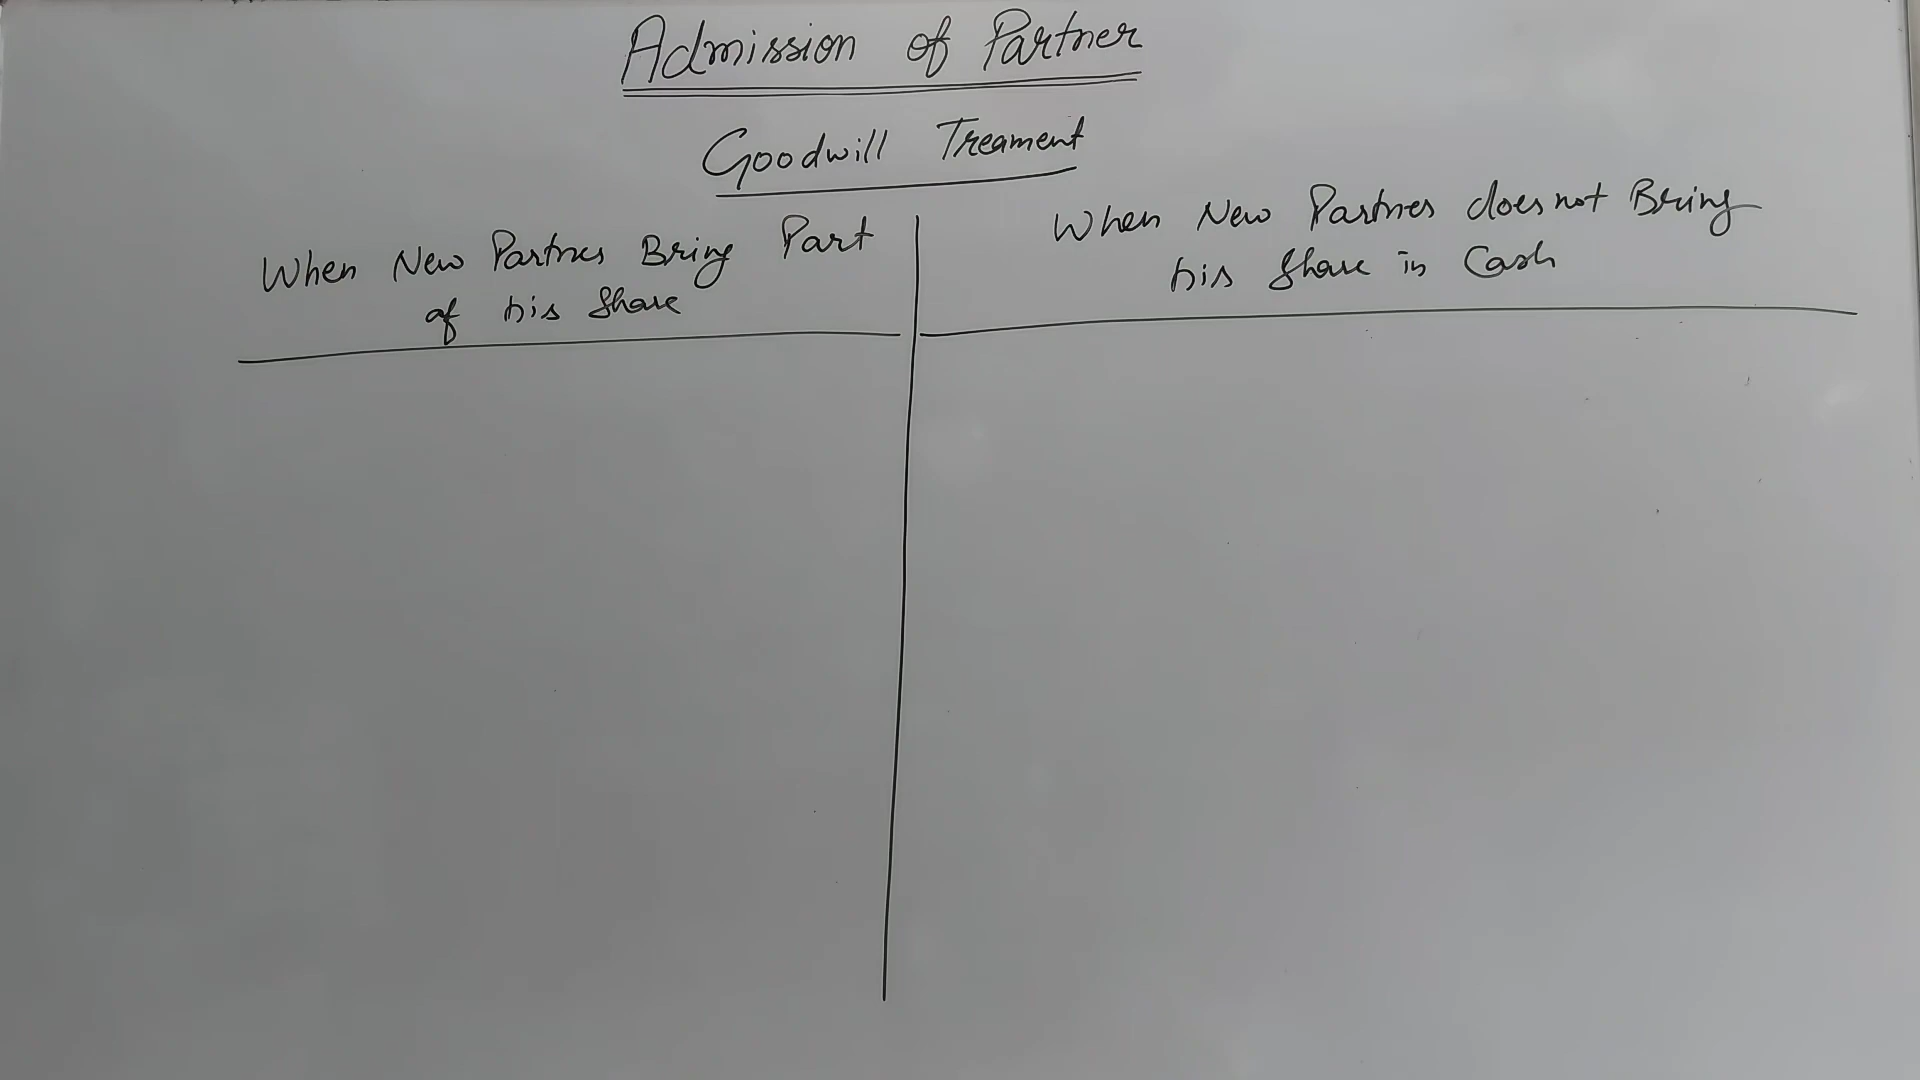 Admission of Partner
Goodwill Treament
When New Partner Bring Part
of his Share
When New Partner does not Bring
his Share in Cash